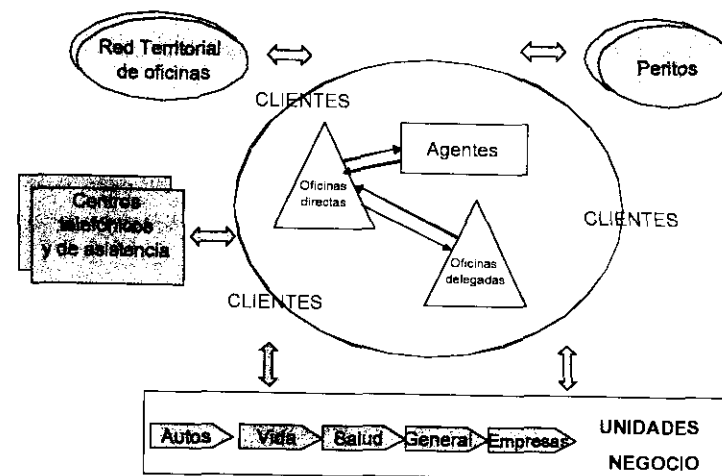 Red Territorial
de oficinas
Peritos
CLIENTES
Agentes
Oficinas
directas
Centros
telefónicos
y de asistencia
CLIENTES
Oficinas
delegadas
CLIENTES
Autos
Vida
Salud
General
Empresas
UNIDADES
NEGOCIO